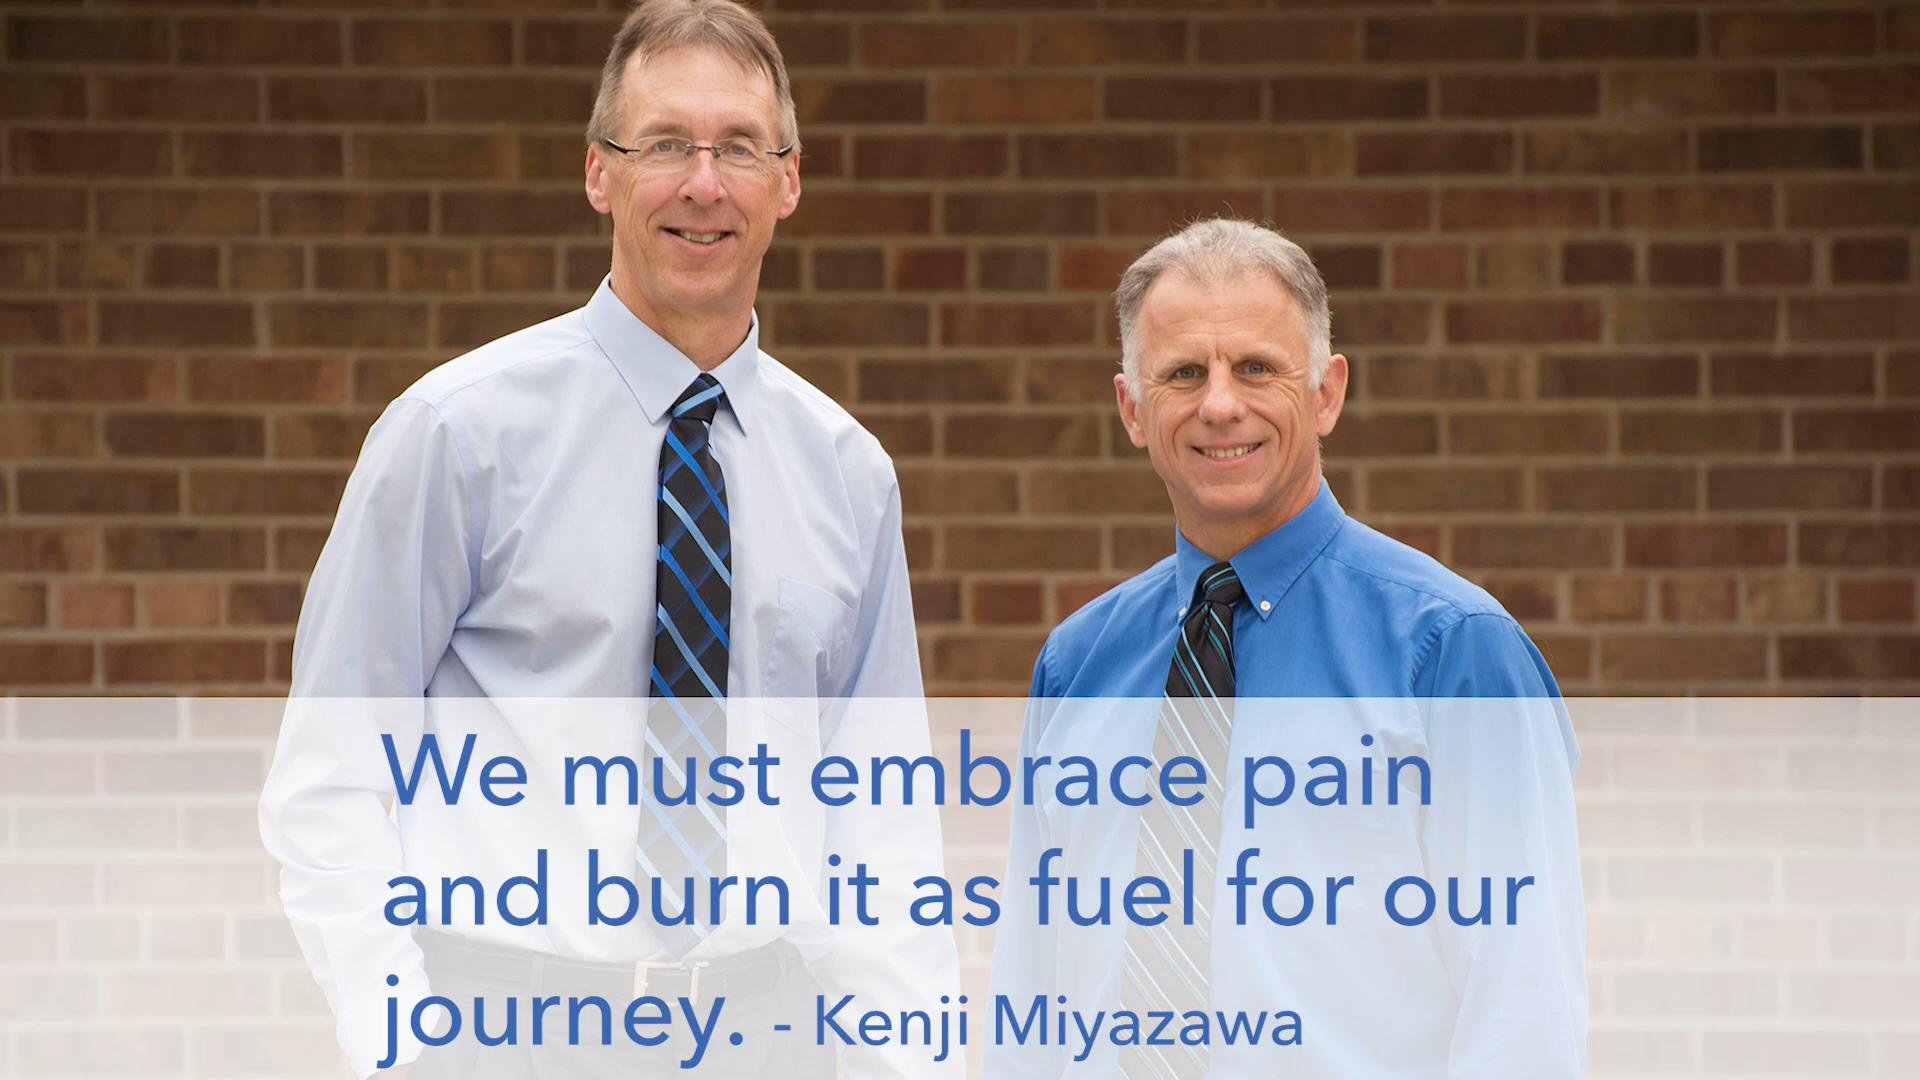 We must embrace pain
and burn it as fuel for our
journey. - Kenji Miyazawa